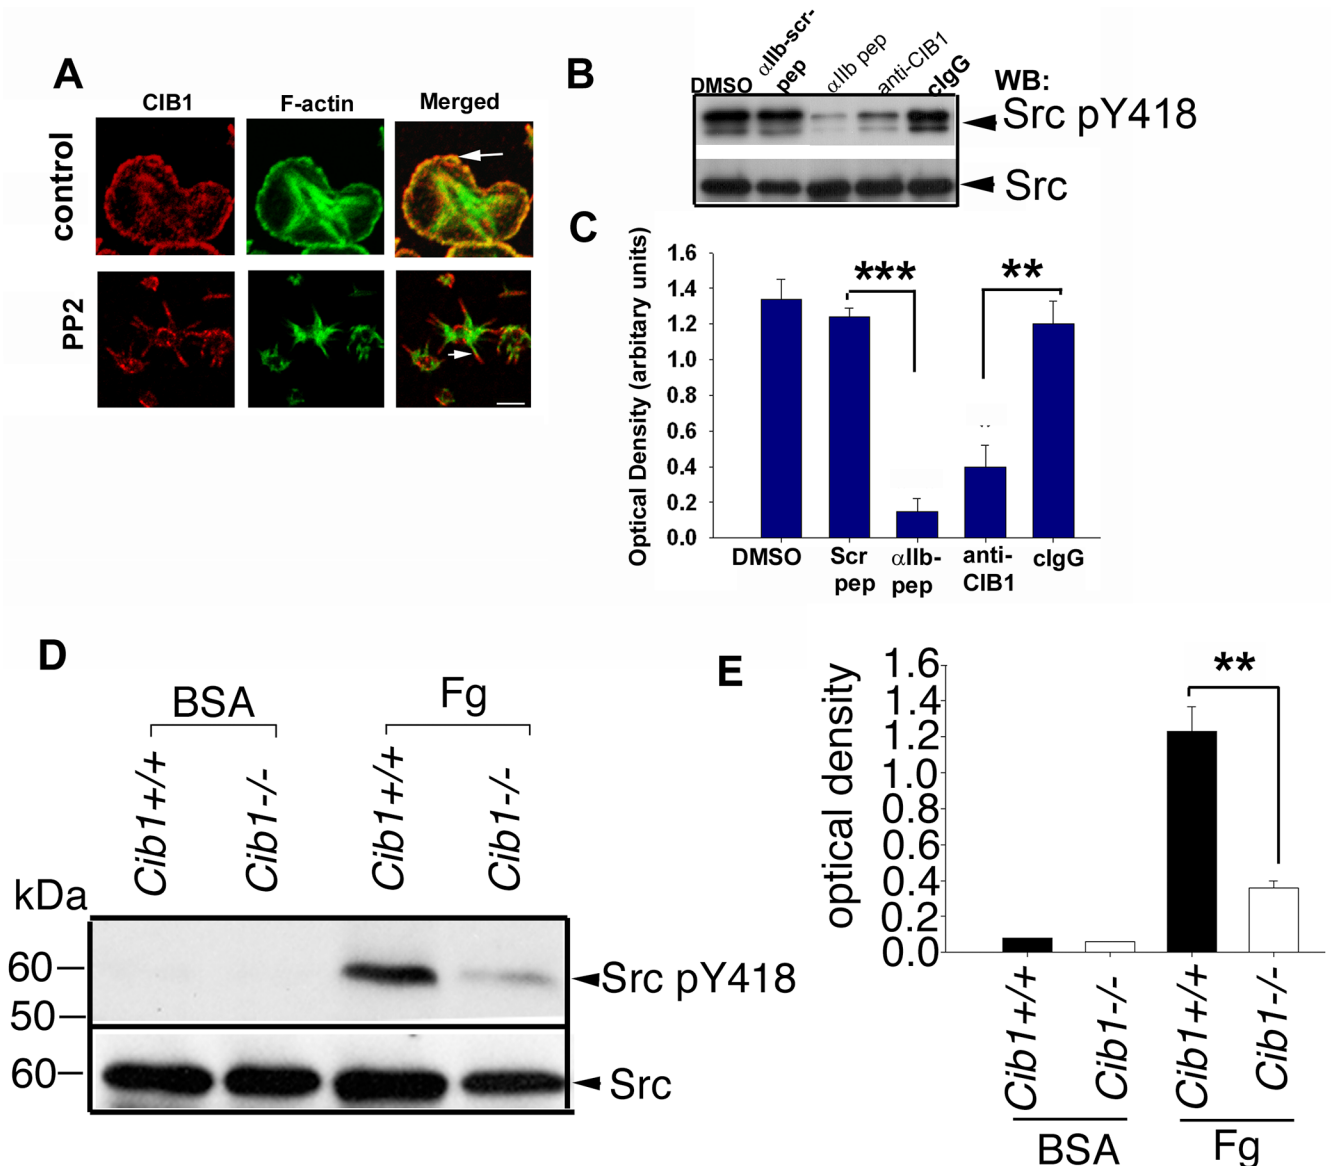 A
CIB1 F-actin Merged
control
PP2
B
DMSO
αIIb-scr-
pep
αIIb pep
anti-CIB1
cIgG
WB:
Src pY418
Src
C
Optical Density (arbitary units)
1.6
1.4
1.2
1.0
0.8
0.6
0.4
0.2
0.0
***
**
DMSO
Scr
pep
αIIb-
pep
anti-
CIB1
cIgG
D
BSA Fg
Cib1+/+
Cib1-/-
Cib1+/+
Cib1-/-
kDa
60
50
60
Src pY418
Src
E
optical density
1.6
1.4
1.2
1.0
0.8
0.6
0.4
0.2
0.0
**
Cib1+/+
Cib1-/-
Cib1+/+
Cib1-/-
BSA Fg